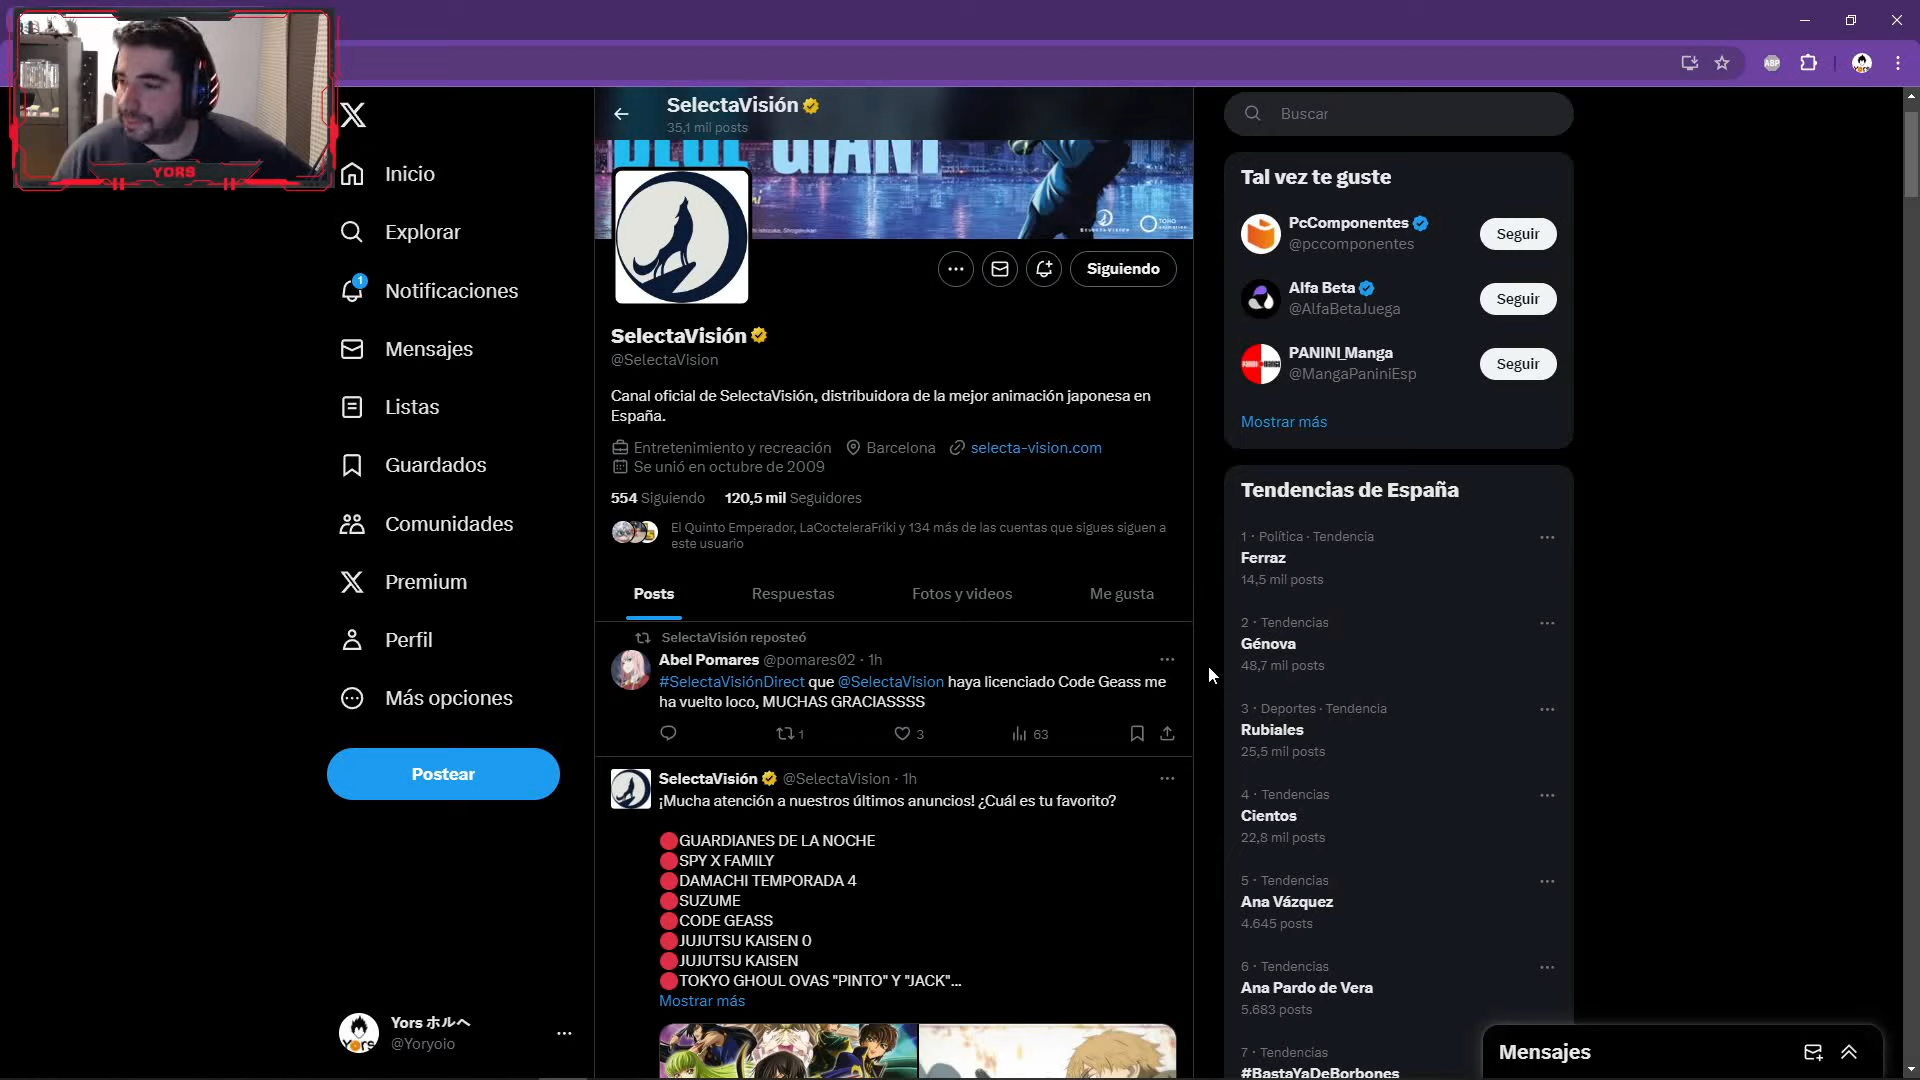 YORS
Inicio
Explorar
1
Notificaciones
Mensajes
Listas
Guardados
Comunidades
Premium
Perfil
Más opciones
Postear
Yors ホルヘ
@Yoryoio
SelectaVisión
35,1 mil posts
BLUE GIANT
SELECTAVISION
TOHO animation
Siguiendo
SelectaVisión
@SelectaVision
Canal oficial de SelectaVisión, distribuidora de la mejor animación japonesa en
España.
Entretenimiento y recreación Barcelona selecta-vision.com
Se unió en octubre de 2009
554 Siguiendo 120,5 mil Seguidores
El Quinto Emperador, LaCocteleraFriki y 134 más de las cuentas que sigues siguen a
este usuario
Posts Respuestas Fotos y videos Me gusta
SelectaVisión reposteó
Abel Pomares @pomares02 · 1h
#SelectaVisiónDirect que @SelectaVision haya licenciado Code Geass me
ha vuelto loco, MUCHAS GRACIASSSS
1 3 63
SelectaVisión @SelectaVision · 1h
¡Mucha atención a nuestros últimos anuncios! ¿Cuál es tu favorito?
GUARDIANES DE LA NOCHE
SPY X FAMILY
DAMACHI TEMPORADA 4
SUZUME
CODE GEASS
JUJUTSU KAISEN 0
JUJUTSU KAISEN
TOKYO GHOUL OVAS "PINTO" Y "JACK"...
Mostrar más
ABP
Buscar
Tal vez te guste
PcComponentes
@pccomponentes
Seguir
Alfa Beta
@AlfaBetaJuega
Seguir
PANINI_Manga
@MangaPaniniEsp
Seguir
Mostrar más
Tendencias de España
1 · Política · Tendencia
Ferraz
14,5 mil posts
2 · Tendencias
Génova
48,7 mil posts
3 · Deportes · Tendencia
Rubiales
25,5 mil posts
4 · Tendencias
Cientos
22,8 mil posts
5 · Tendencias
Ana Vázquez
4.645 posts
6 · Tendencias
Ana Pardo de Vera
5.683 posts
7 · Tendencias
#BastaYaDeBorbones
Mensajes